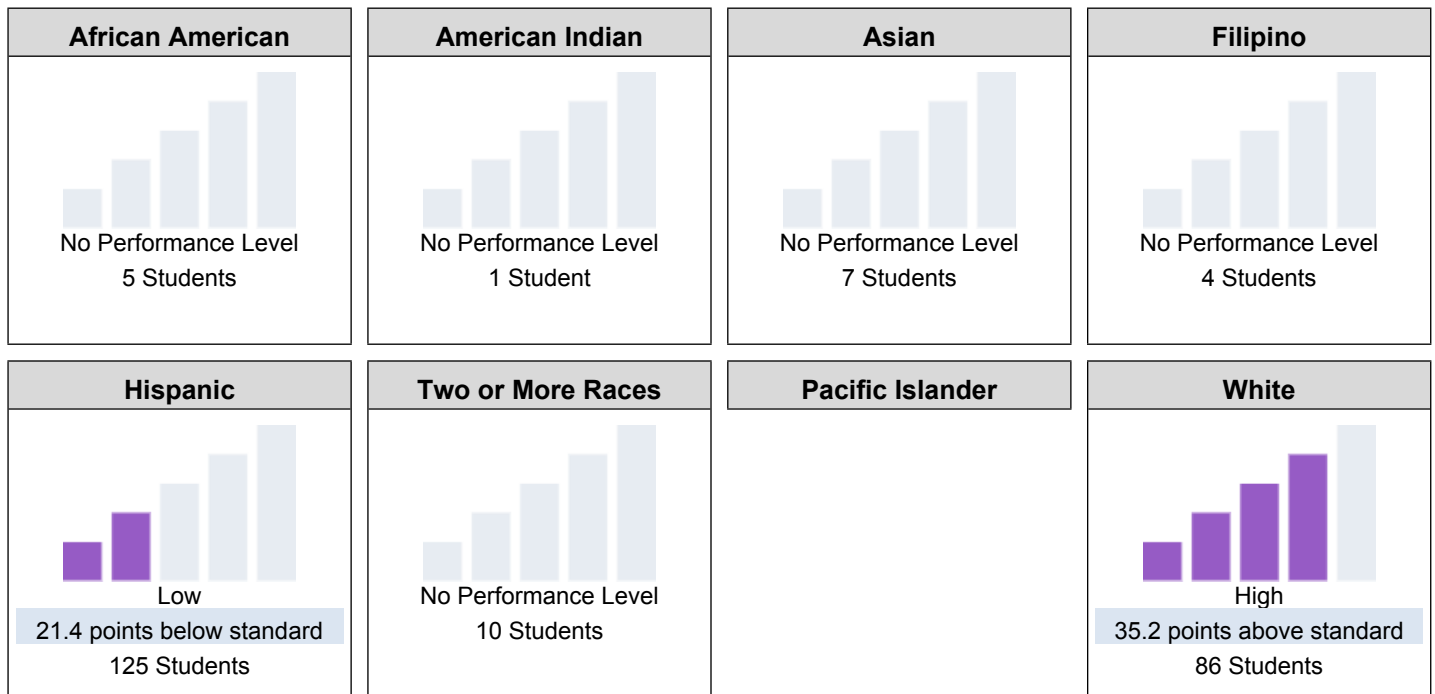 African American
No Performance Level
5 Students
American Indian
No Performance Level
1 Student
Asian
No Performance Level
7 Students
Filipino
No Performance Level
4 Students
Hispanic
Low
21.4 points below standard
125 Students
Two or More Races
No Performance Level
10 Students
Pacific Islander
White
High
35.2 points above standard
86 Students